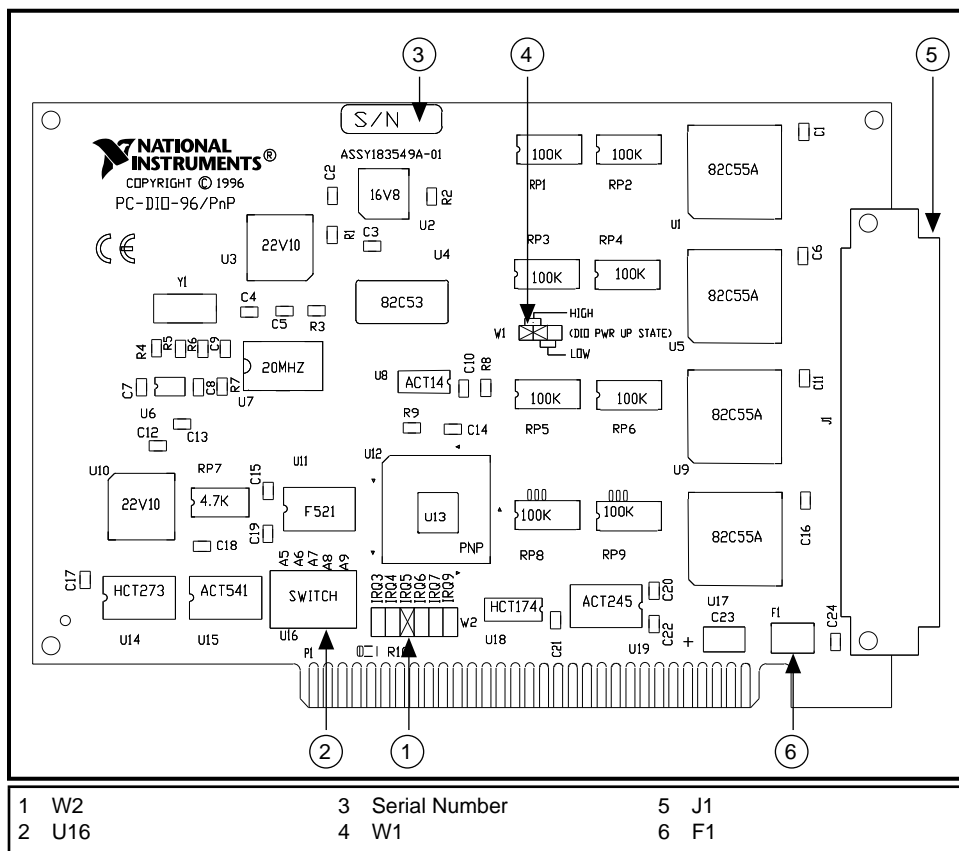 3 4 5
S/N
NATIONAL
INSTRUMENTS®
COPYRIGHT © 1996
PC-DIO-96/PnP
ASSY183549A-01
C2
16V8
R2
U2
R1
C3
22V10
U3
U4
82C53
Y1
C4
C5
R3
R4
R5
R6
C9
20MHZ
U7
C7
C8
R7
U6
C12
C13
U8
ACT14
C10
R8
R9
C14
100K
RP1
100K
RP2
RP3
100K
RP4
100K
HIGH
W1
(DIO PWR UP STATE)
LOW
100K
RP5
100K
RP6
82C55A
U1
C1
82C55A
U5
C6
82C55A
U9
C11
82C55A
U17
C16
J1
U10
22V10
RP7
4.7K
C15
U11
F521
C19
C18
U12
U13
PNP
100K
RP8
100K
RP9
C17
HCT273
U14
ACT541
U15
A5
A6
A7
A8
A9
SWITCH
U16
IRQ3
IRQ4
IRQ5
IRQ6
IRQ7
IRQ9
W2
P1
HCT174
U18
C21
ACT245
U19
C20
C22
+
C23
F1
C24
2 1 6
1 W2 3 Serial Number 5 J1
2 U16 4 W1 6 F1